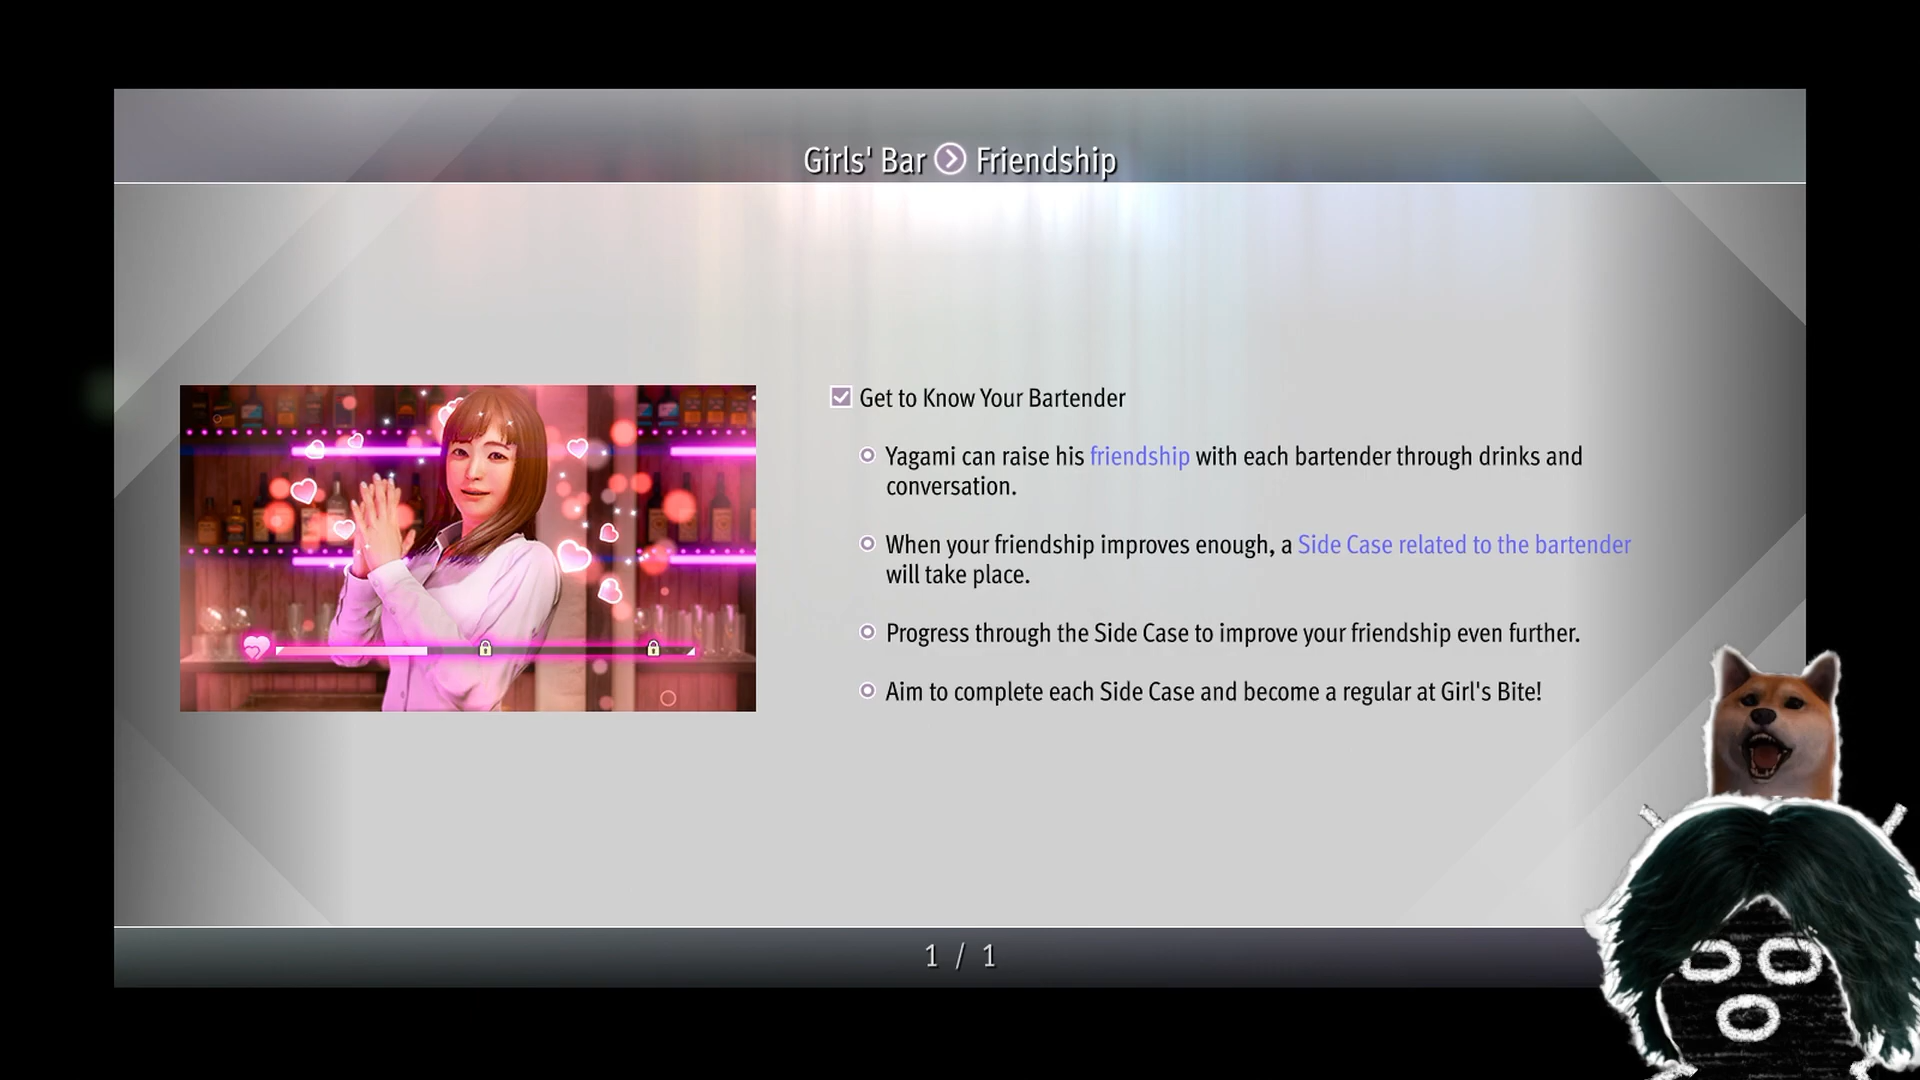 Girls' Bar Friendship
Get to Know Your Bartender
Yagami can raise his friendship with each bartender through drinks and
conversation.
When your friendship improves enough, a Side Case related to the bartender
will take place.
Progress through the Side Case to improve your friendship even further.
Aim to complete each Side Case and become a regular at Girl's Bite!
1 / 1